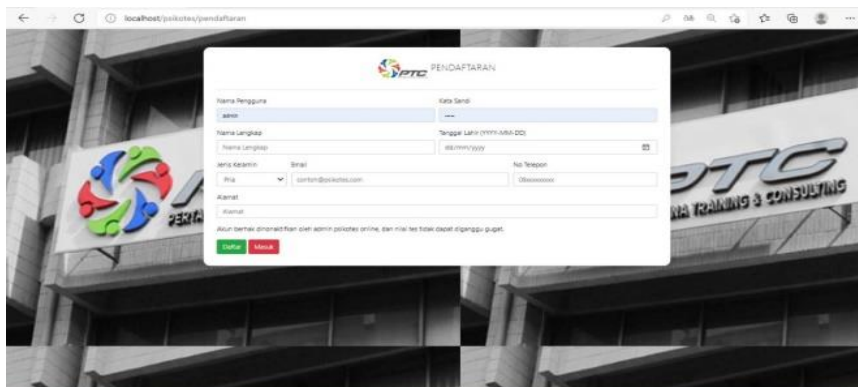 localhost/psikotes/pendaftaran
PTC PENDAFTARAN
Nama Pengguna Kata Sandi
admin
Nama Lengkap Tanggal Lahir (YYYY-MM-DD)
Nama Lengkap dd/mm/yyyy
Jenis Kelamin Email No Telepon
Pria contoh@psikotes.com
Alamat
Alamat
Akun berhak dinonaktifkan oleh admin psikotes online, dan nilai tes tidak dapat diganggu gugat.
Daftar Masuk
PERTA
PTC
NA TRAINING & CONSULTING